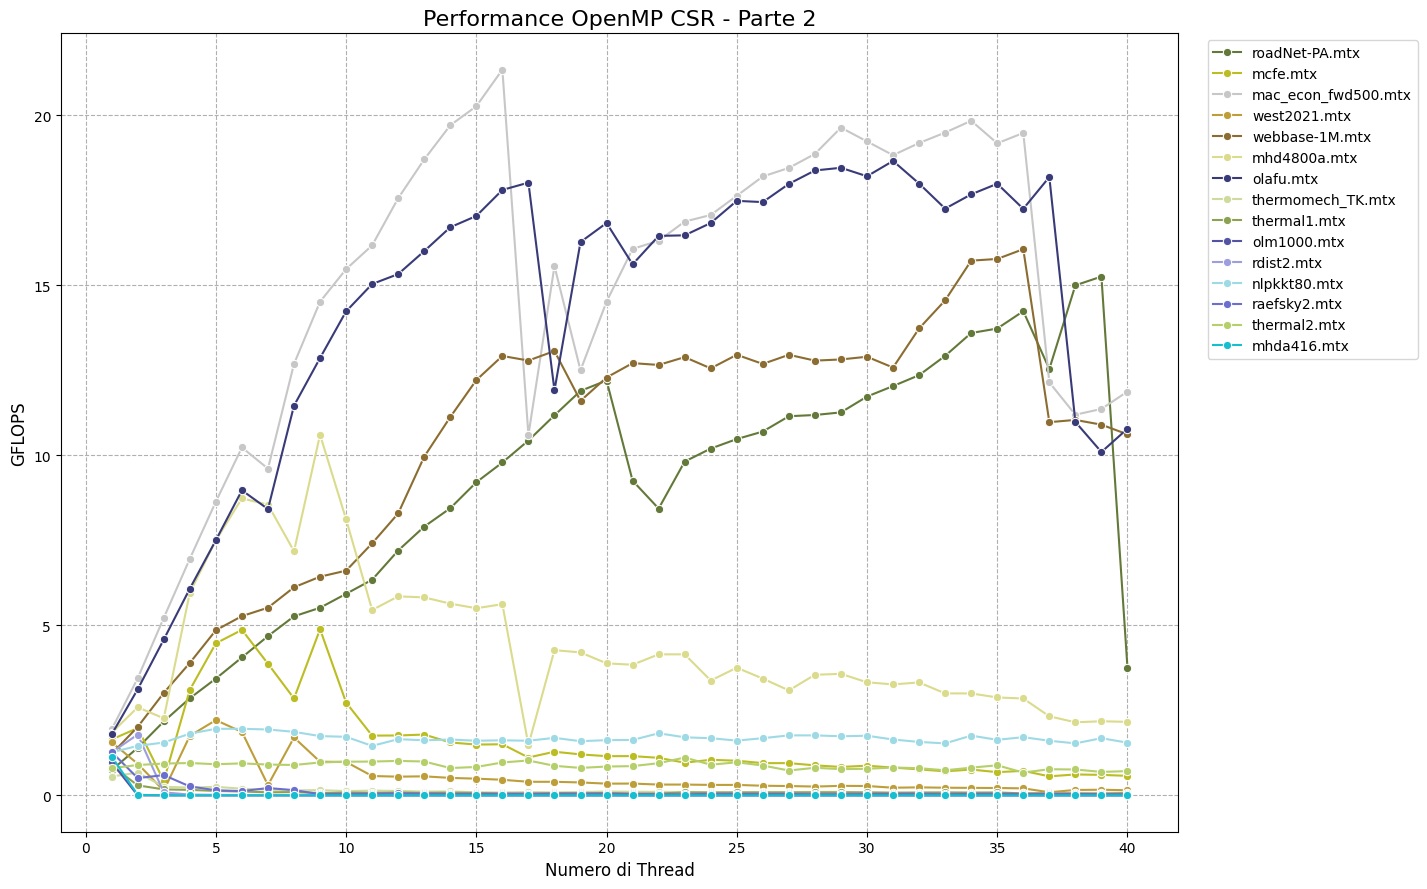 Performance OpenMP CSR - Parte 2
GFLOPS
20
15
10
5
0
0 5 10 15 20 25 30 35 40
Numero di Thread
roadNet-PA.mtx
mcfe.mtx
mac_econ_fwd500.mtx
west2021.mtx
webbase-1M.mtx
mhd4800a.mtx
olafu.mtx
thermomech_TK.mtx
thermal1.mtx
olm1000.mtx
rdist2.mtx
nlpkkt80.mtx
raefsky2.mtx
thermal2.mtx
mhda416.mtx